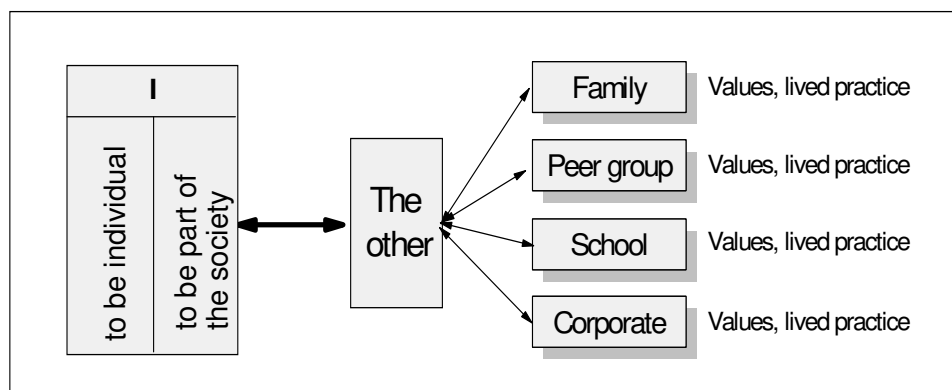 I
to be individual
to be part of
the society
The
other
Family
Values, lived practice
Peer group
Values, lived practice
School
Values, lived practice
Corporate
Values, lived practice